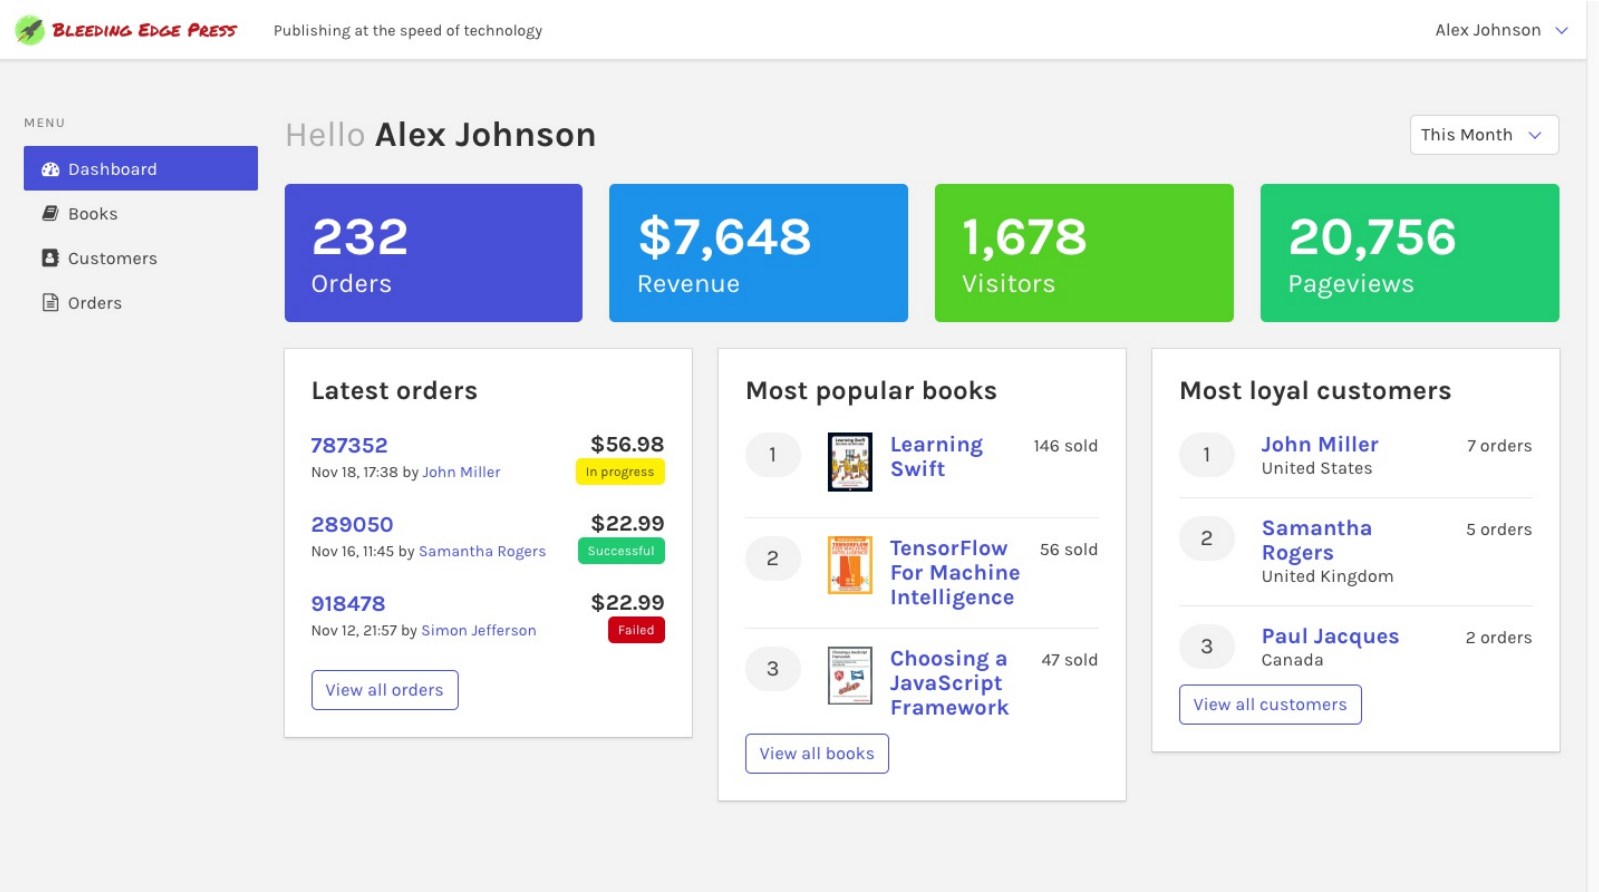 BLEEDING EDGE PRESS
Publishing at the speed of technology
Alex Johnson
MENU
Dashboard
Books
Customers
Orders
Hello Alex Johnson
This Month
232
Orders
$7,648
Revenue
1,678
Visitors
20,756
Pageviews
Latest orders
787352
$56.98
Nov 18, 17:38 by John Miller
In progress
289050
$22.99
Nov 16, 11:45 by Samantha Rogers
Successful
918478
$22.99
Nov 12, 21:57 by Simon Jefferson
Failed
View all orders
Most popular books
1
Learning Swift
Learning
Swift
146 sold
2
TENSORFLOW
TensorFlow
For Machine
Intelligence
56 sold
3
Choosing a
JavaScript
Framework
47 sold
View all books
Most loyal customers
1
John Miller
United States
7 orders
2
Samantha
Rogers
United Kingdom
5 orders
3
Paul Jacques
Canada
2 orders
View all customers